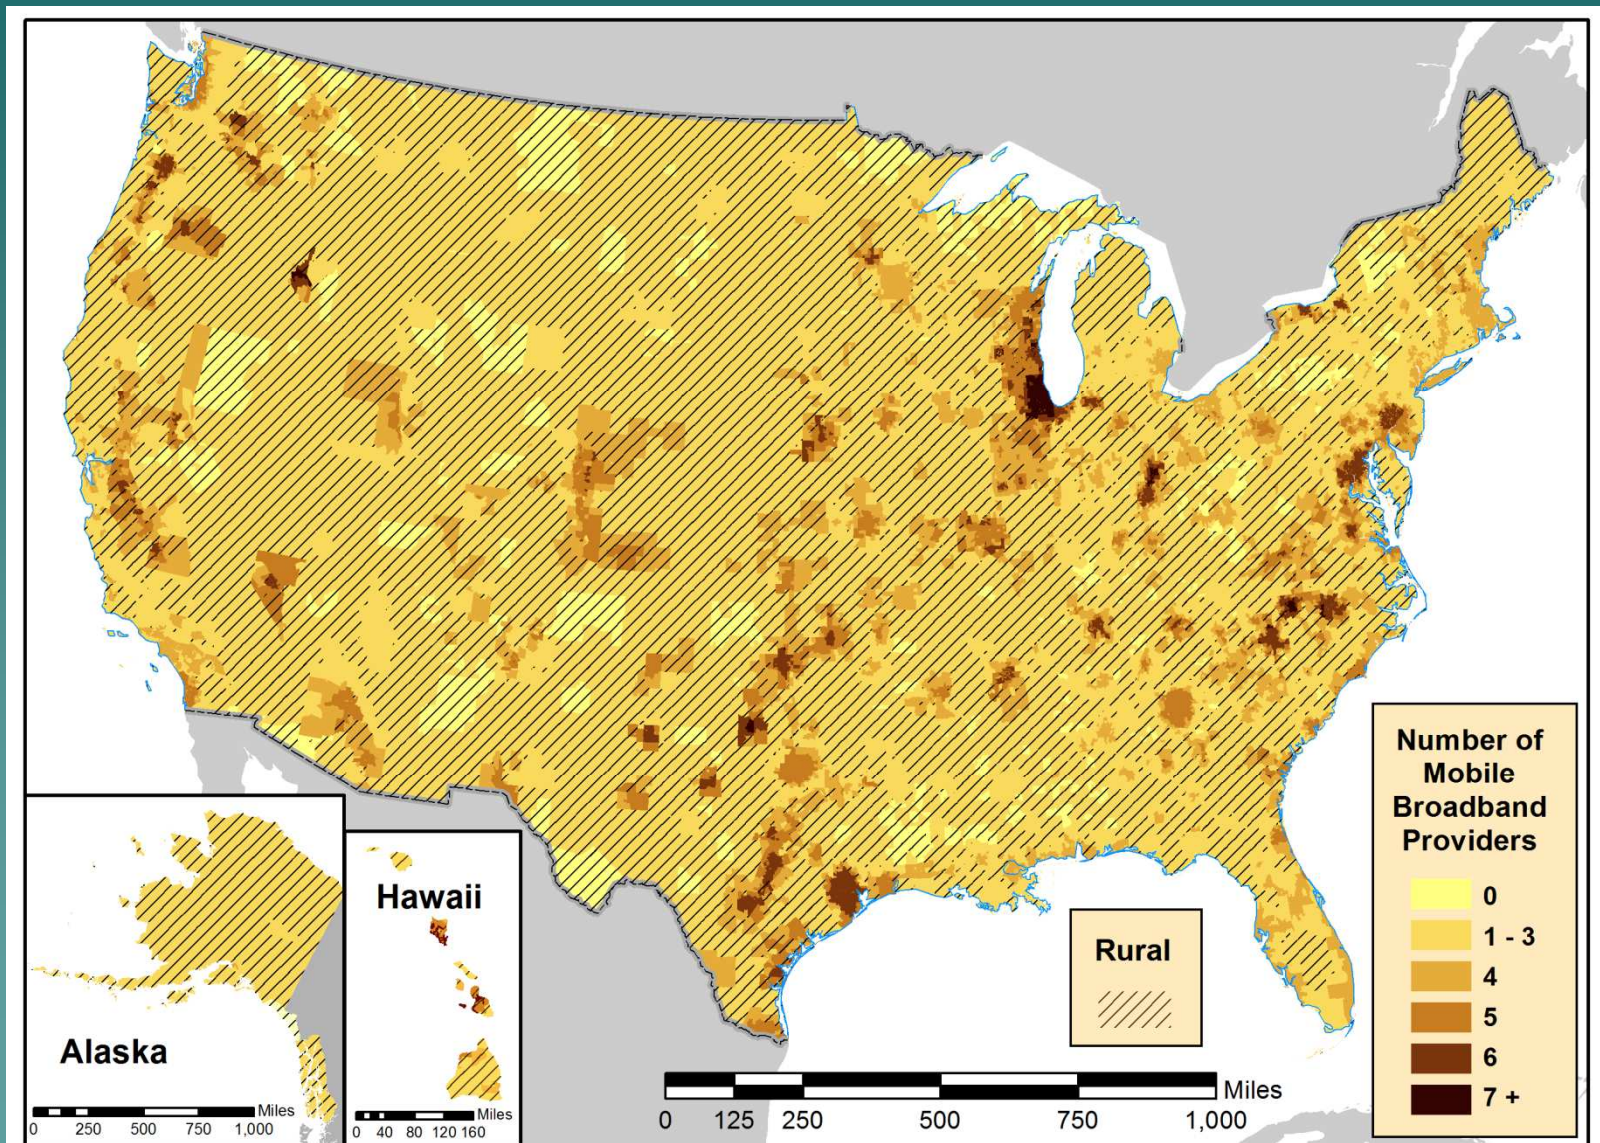 Number of
Mobile
Broadband
Providers
0
1 - 3
4
5
6
7 +
Rural
Hawaii
Alaska
Miles
0 250 500 750 1,000
Miles
0 40 80 120 160
Miles
0 125 250 500 750 1,000